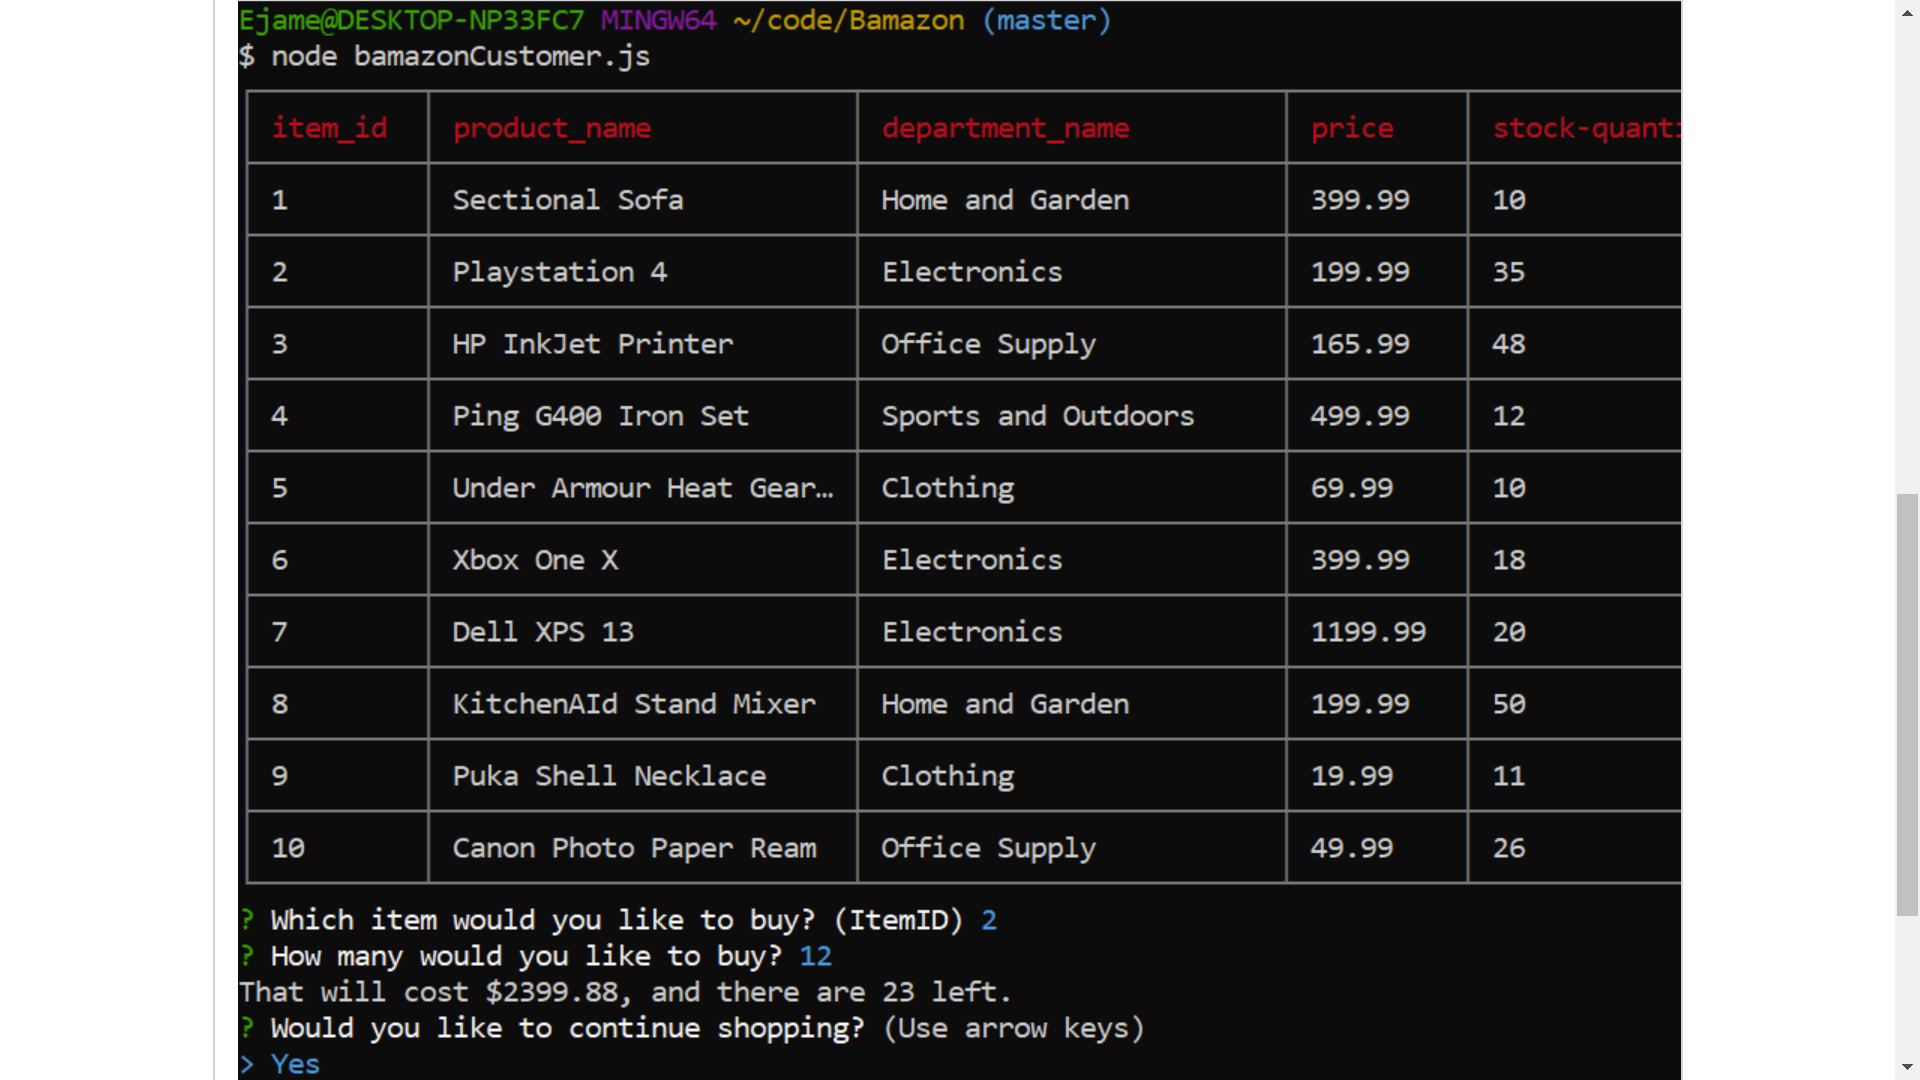 Ejame@DESKTOP-NP33FC7 MINGW64 ~/code/Bamazon (master)
$ node bamazonCustomer.js
item_id product_name department_name price
1 Sectional Sofa Home and Garden 399.99 10
2 Playstation 4 Electronics 199.99 35
3 HP InkJet Printer Office Supply 165.99 48
4 Ping G400 Iron Set Sports and Outdoors 499.99 12
5 Under Armour Heat Gear… Clothing 69.99 10
6 Xbox One X Electronics 399.99 18
7 Dell XPS 13 Electronics 1199.99 20
8 KitchenAId Stand Mixer Home and Garden 199.99 50
9 Puka Shell Necklace Clothing 19.99 11
10 Canon Photo Paper Ream Office Supply 49.99 26
? Which item would you like to buy? (ItemID) 2
? How many would you like to buy? 12
That will cost $2399.88, and there are 23 left.
? Would you like to continue shopping? (Use arrow keys)
> Yes